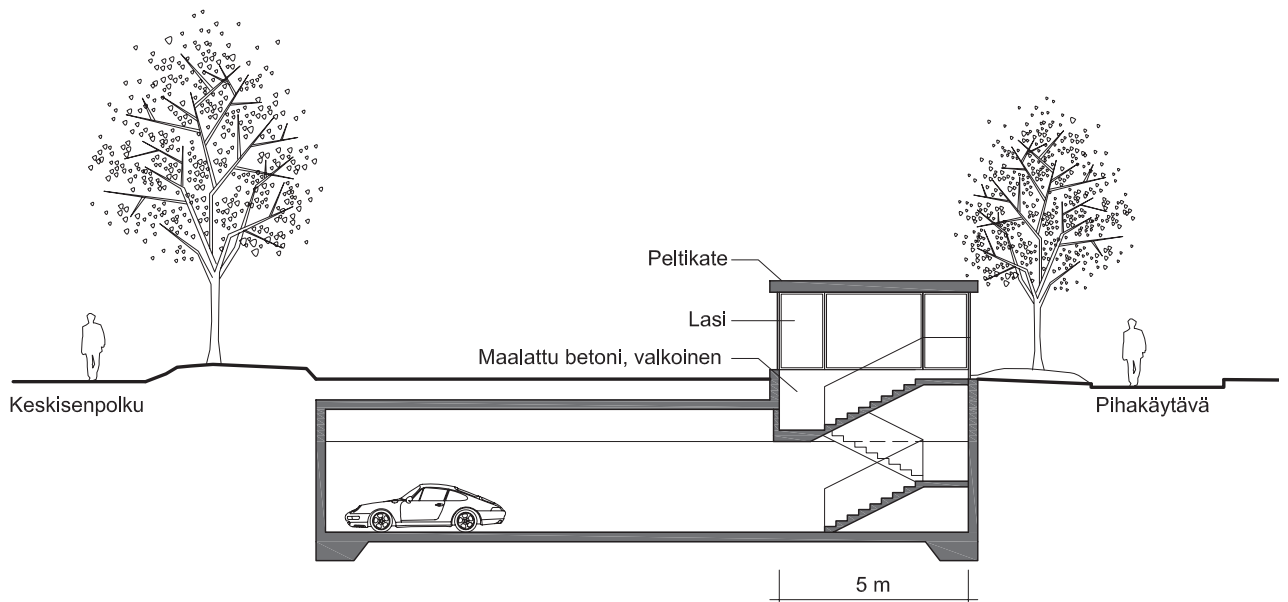 Peltikate
Lasi
Maalattu betoni, valkoinen
Keskisenpolku
Pihakäytävä
5 m